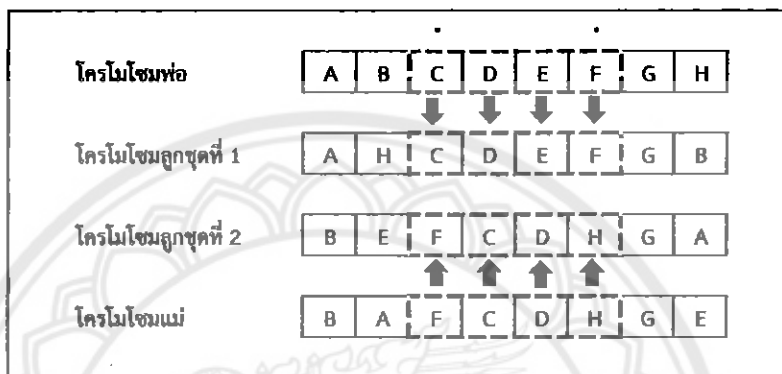 โครโมโซมพ่อ A B C D E F G H
โครโมโซมลูกชุดที่ 1 A H C D E F G B
โครโมโซมลูกชุดที่ 2 B E F C D H G A
โครโมโซมแม่ B A F C D H G E